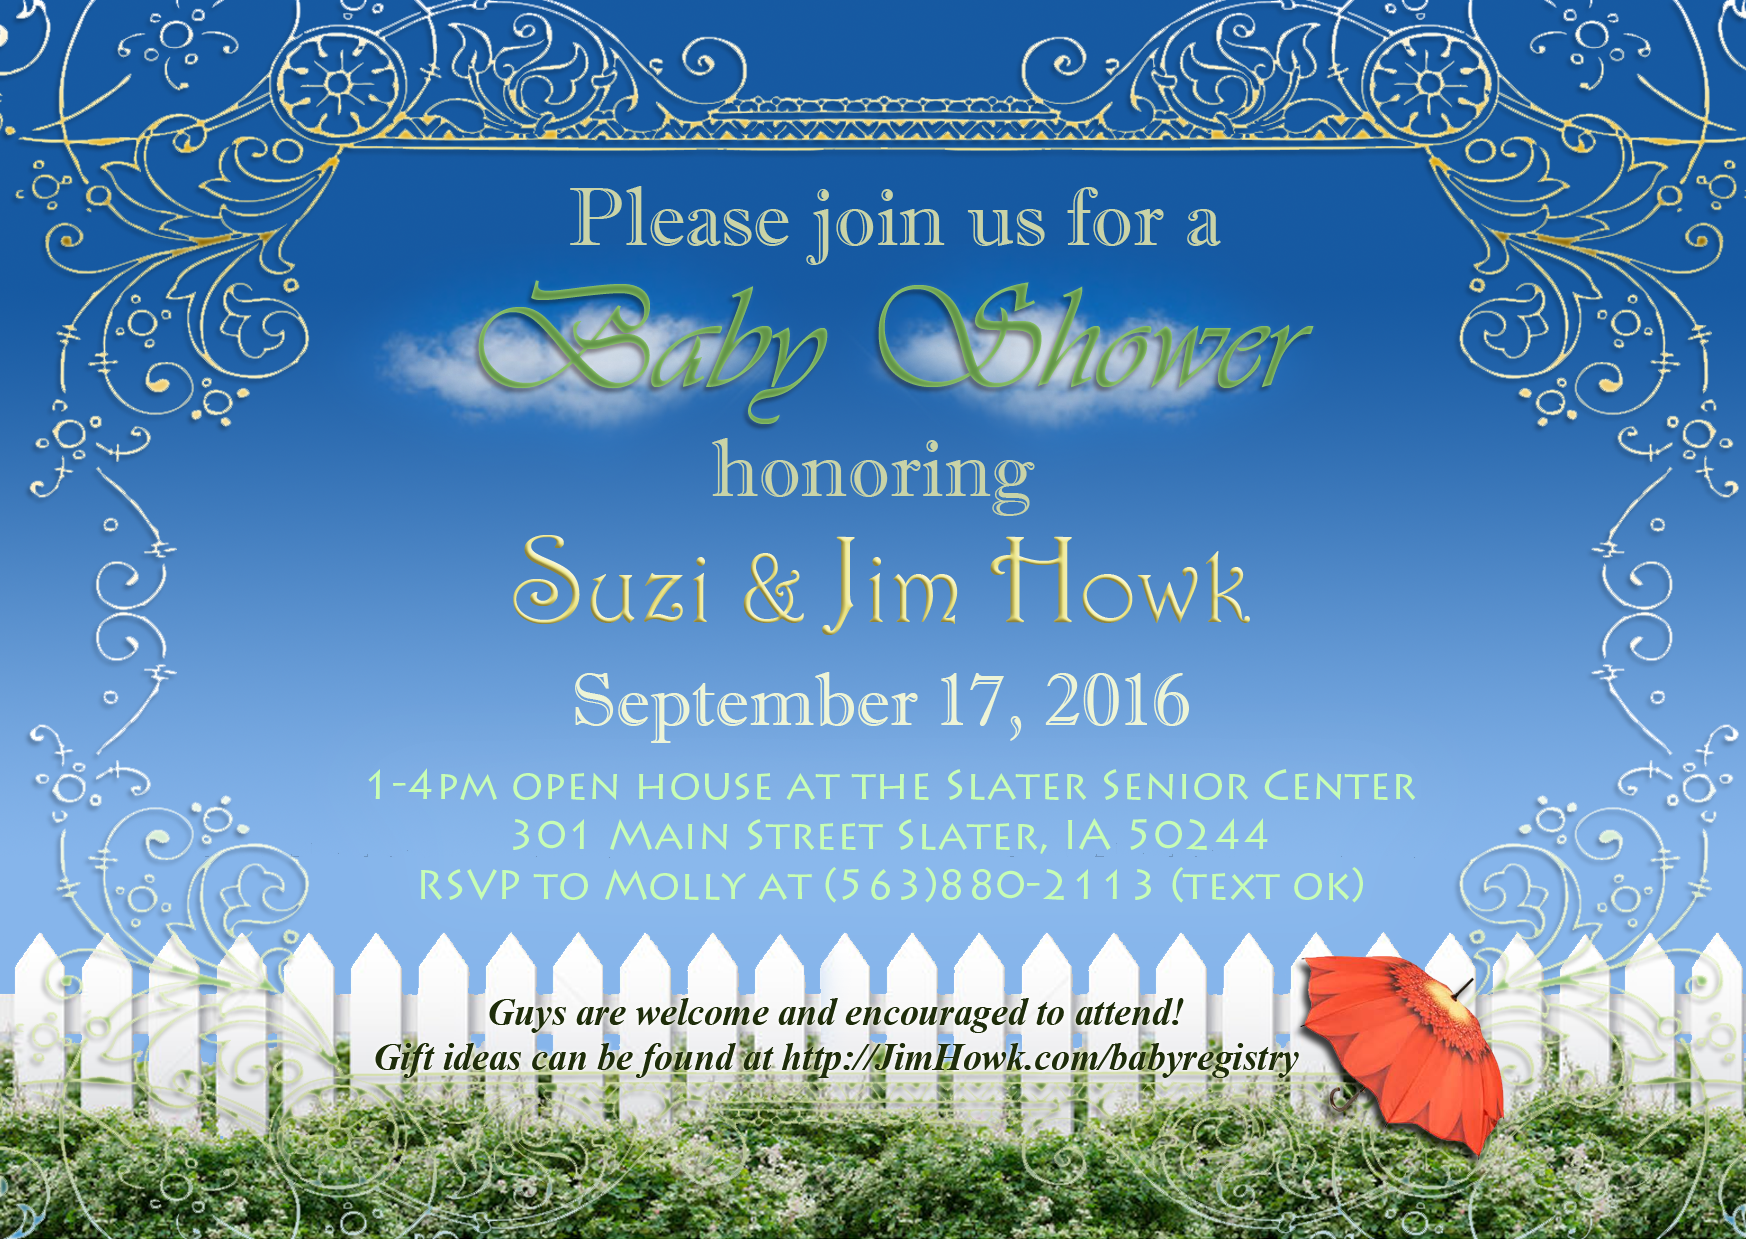 Please join us for a
Baby Shower
honoring
Suzi & Jim Howk
September 17, 2016
1-4pm open house at the Slater Senior Center
301 Main Street Slater, IA 50244
RSVP to Molly at (563)880-2113 (text ok)
Guys are welcome and encouraged to attend!
Gift ideas can be found at http://JimHowk.com/babyregistry